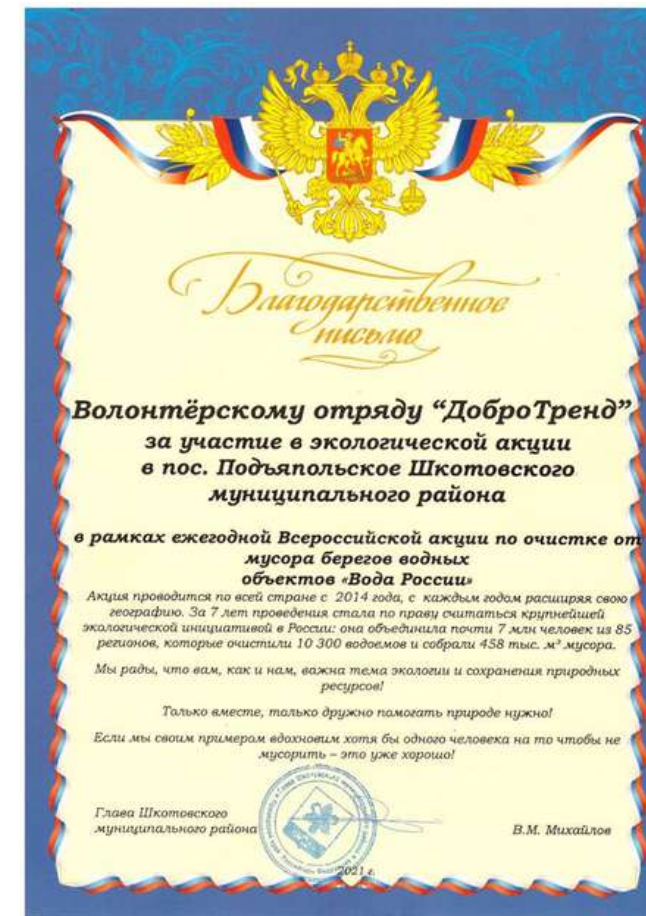 Благодарственное
письмо
Волонтёрскому отряду “ДоброТренд”
за участие в экологической акции
в пос. Подъяпольское Шкотовского
муниципального района
в рамках ежегодной Всероссийской акции по очистке от
мусора берегов водных
объектов «Вода России»
Акция проводится по всей стране с 2014 года, с каждым годом расширяя свою
географию. За 7 лет проведения стала по праву считаться крупнейшей
экологической инициативой в России: она объединила почти 7 млн человек из 85
регионов, которые очистили 10 300 водоемов и собрали 458 тыс. м³ мусора.
Мы рады, что вам, как и нам, важна тема экологии и сохранения природных
ресурсов!
Только вместе, только дружно помогать природе нужно!
Если мы своим примером вдохновим хотя бы одного человека на то чтобы не
мусорить – это уже хорошо!
Глава Шкотовского
муниципального района
В.М. Михайлов
2021 г.